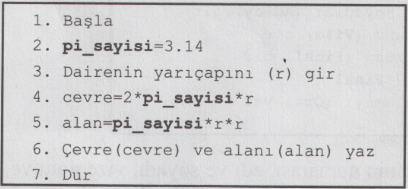 1. Başla
2. pi_sayisi=3.14
3. Dairenin yarıçapını (r) gir
4. cevre=2*pi_sayisi*r
5. alan=pi_sayisi*r*r
6. Çevre(cevre) ve alanı(alan) yaz
7. Dur